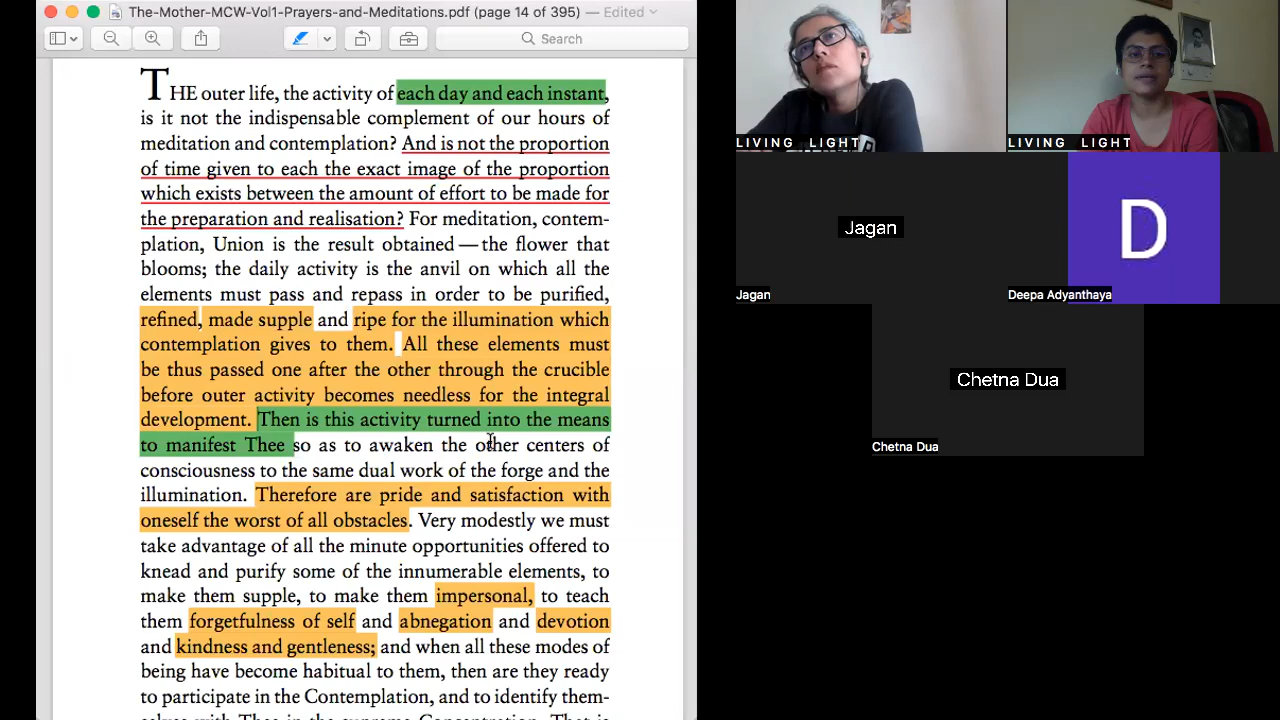 The-Mother-MCW-Vol1-Prayers-and-Meditations.pdf (page 14 of 395) — Edited
Search
THE outer life, the activity of each day and each instant,
is it not the indispensable complement of our hours of
meditation and contemplation? And is not the proportion
of time given to each the exact image of the proportion
which exists between the amount of effort to be made for
the preparation and realisation? For meditation, contem-
plation, Union is the result obtained — the flower that
blooms; the daily activity is the anvil on which all the
elements must pass and repass in order to be purified,
refined, made supple and ripe for the illumination which
contemplation gives to them. All these elements must
be thus passed one after the other through the crucible
before outer activity becomes needless for the integral
development. Then is this activity turned into the means
to manifest Thee so as to awaken the other centers of
consciousness to the same dual work of the forge and the
illumination. Therefore are pride and satisfaction with
oneself the worst of all obstacles. Very modestly we must
take advantage of all the minute opportunities offered to
knead and purify some of the innumerable elements, to
make them supple, to make them impersonal, to teach
them forgetfulness of self and abnegation and devotion
and kindness and gentleness; and when all these modes of
being have become habitual to them, then are they ready
to participate in the Contemplation, and to identify them-
selves with Thee in the supreme Concentration. That is
LIVING LIGHT
LIVING LIGHT
Jagan
Jagan
D
Deepa Adyanthaya
Chetna Dua
Chetna Dua